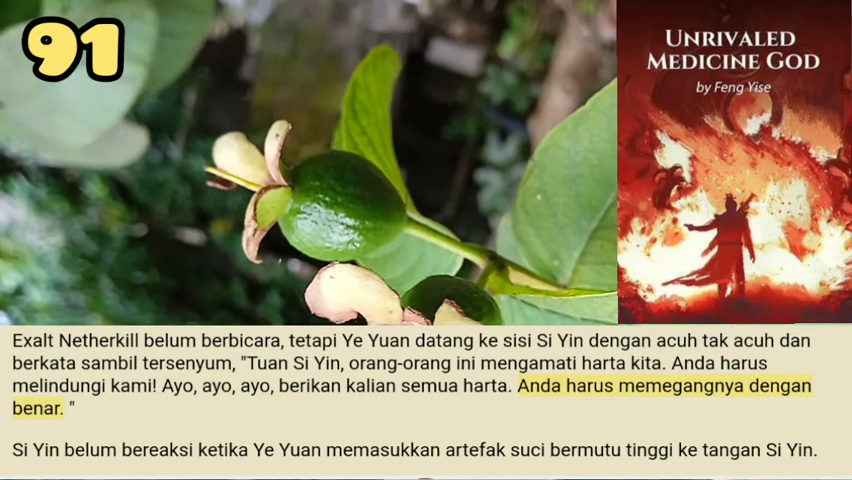 91
UNRIVALED
MEDICINE GOD
by Feng Yise
Exalt Netherkill belum berbicara, tetapi Ye Yuan datang ke sisi Si Yin dengan acuh tak acuh dan
berkata sambil tersenyum, "Tuan Si Yin, orang-orang ini mengamati harta kita. Anda harus
melindungi kami! Ayo, ayo, ayo, berikan kalian semua harta. Anda harus memegangnya dengan
benar. "
Si Yin belum bereaksi ketika Ye Yuan memasukkan artefak suci bermutu tinggi ke tangan Si Yin.